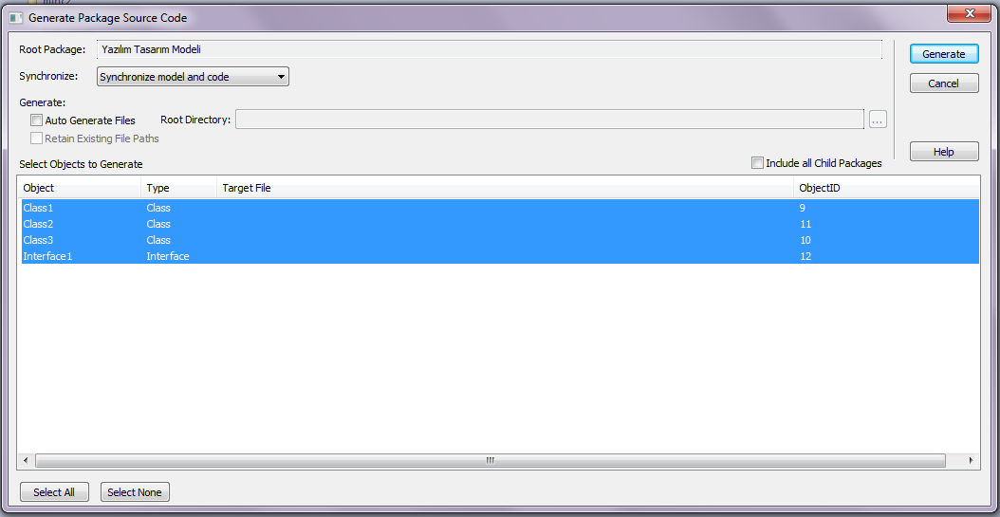 Generate Package Source Code
Root Package: Yazılım Tasarım Modeli
Generate
Synchronize: Synchronize model and code
Cancel
Generate:
Auto Generate Files Root Directory: ...
Retain Existing File Paths
Help
Select Objects to Generate Include all Child Packages
Object Type Target File ObjectID
Class1 Class 9
Class2 Class 11
Class3 Class 10
Interface1 Interface 12
Select All Select None